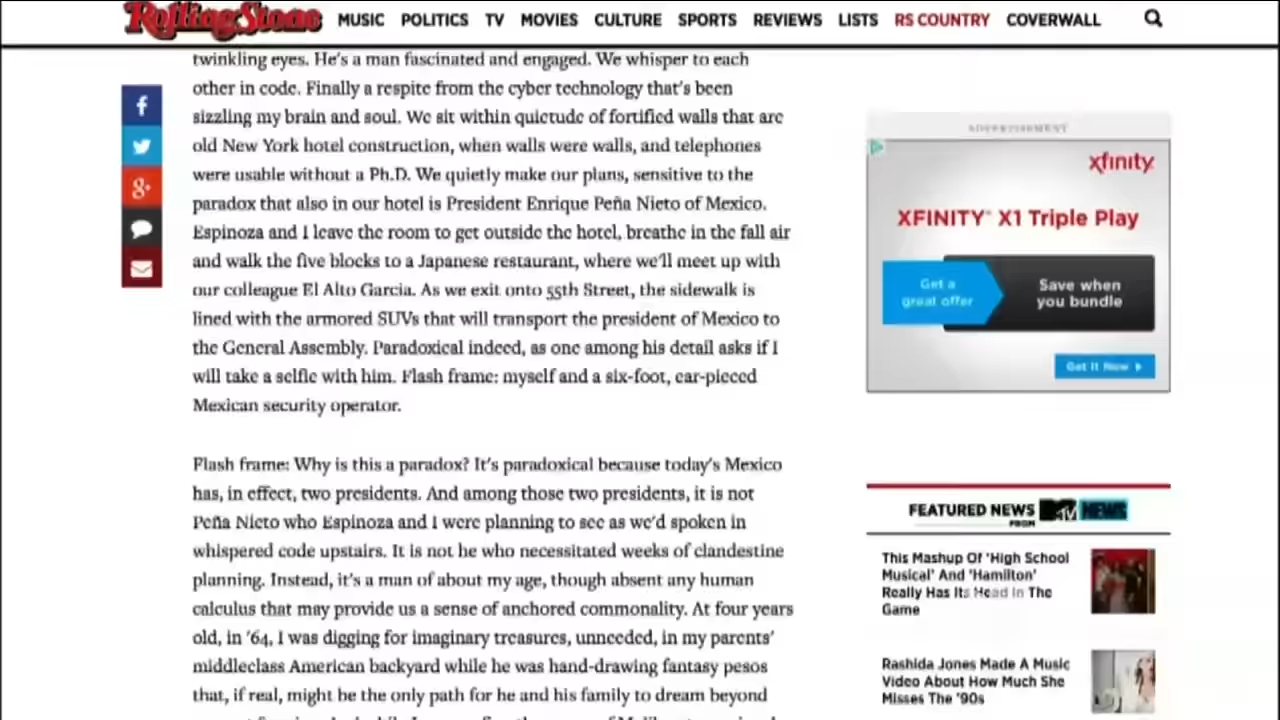 RollingStone
MUSIC POLITICS TV MOVIES CULTURE SPORTS REVIEWS LISTS RS COUNTRY COVERWALL
twinkling eyes. He's a man fascinated and engaged. We whisper to each
other in code. Finally a respite from the cyber technology that's been
sizzling my brain and soul. We sit within quietude of fortified walls that are
old New York hotel construction, when walls were walls, and telephones
were usable without a Ph.D. We quietly make our plans, sensitive to the
paradox that also in our hotel is President Enrique Peña Nieto of Mexico.
Espinoza and I leave the room to get outside the hotel, breathe in the fall air
and walk the five blocks to a Japanese restaurant, where we'll meet up with
our colleague El Alto Garcia. As we exit onto 55th Street, the sidewalk is
lined with the armored SUVs that will transport the president of Mexico to
the General Assembly. Paradoxical indeed, as one among his detail asks if I
will take a selfie with him. Flash frame: myself and a six-foot, ear-pieced
Mexican security operator.
Flash frame: Why is this a paradox? It's paradoxical because today's Mexico
has, in effect, two presidents. And among those two presidents, it is not
Peña Nieto who Espinoza and I were planning to see as we'd spoken in
whispered code upstairs. It is not he who necessitated weeks of clandestine
planning. Instead, it's a man of about my age, though absent any human
calculus that may provide us a sense of anchored commonality. At four years
old, in '64, I was digging for imaginary treasures, unneeded, in my parents'
middleclass American backyard while he was hand-drawing fantasy pesos
that, if real, might be the only path for he and his family to dream beyond
ADVERTISEMENT
xfinity
XFINITY® X1 Triple Play
Get a
great offer
Save when
you bundle
Get It Now
FEATURED NEWS
FROM
MTV NEWS
This Mashup Of 'High School
Musical' And 'Hamilton'
Really Has Its Head In The
Game
Rashida Jones Made A Music
Video About How Much She
Misses The '90s